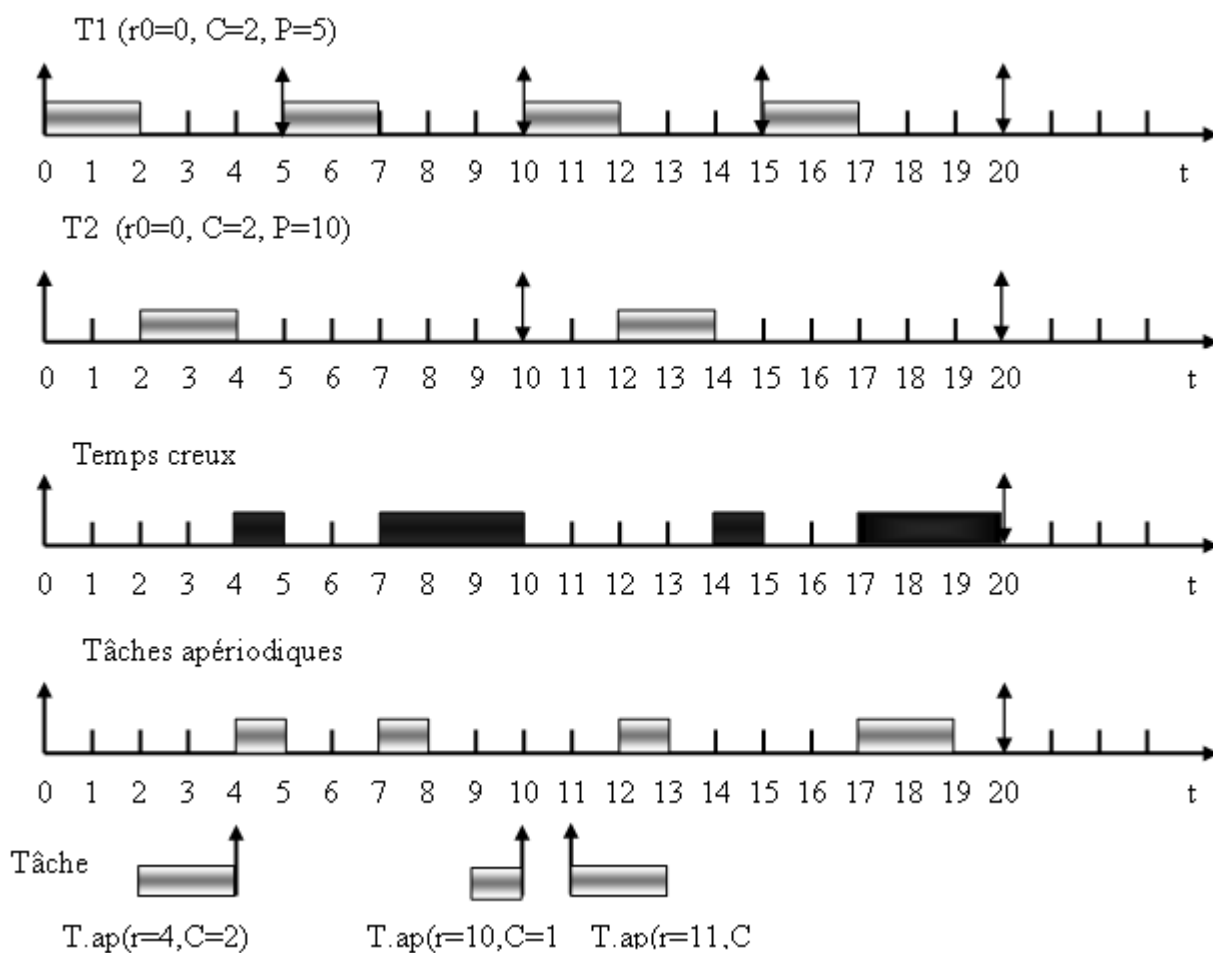 T1 (r0=0, C=2, P=5)
0 1 2 3 4 5 6 7 8 9 10 11 12 13 14 15 16 17 18 19 20 t
T2 (r0=0, C=2, P=10)
0 1 2 3 4 5 6 7 8 9 10 11 12 13 14 15 16 17 18 19 20 t
Temps creux
0 1 2 3 4 5 6 7 8 9 10 11 12 13 14 15 16 17 18 19 20 t
Tâches apériodiques
0 1 2 3 4 5 6 7 8 9 10 11 12 13 14 15 16 17 18 19 20 t
Tâche
T.ap(r=4,C=2) T.ap(r=10,C=1 T.ap(r=11,C